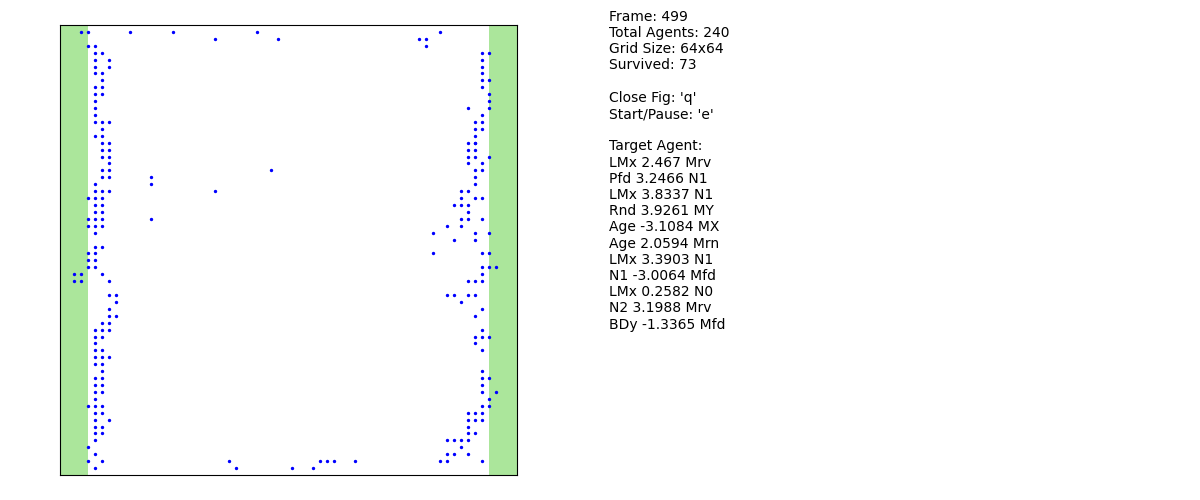 Frame: 499
Total Agents: 240
Grid Size: 64x64
Survived: 73
Close Fig: 'q'
Start/Pause: 'e'
Target Agent:
LMx 2.467 Mrv
Pfd 3.2466 N1
LMx 3.8337 N1
Rnd 3.9261 MY
Age -3.1084 MX
Age 2.0594 Mrn
LMx 3.3903 N1
N1 -3.0064 Mfd
LMx 0.2582 N0
N2 3.1988 Mrv
BDy -1.3365 Mfd